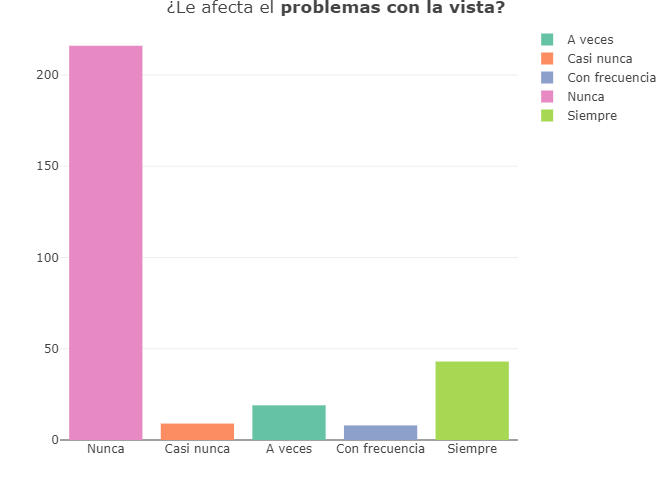 ¿Le afecta el problemas con la vista?
A veces
Casi nunca
Con frecuencia
Nunca
Siempre
200
150
100
50
0
Nunca
Casi nunca
A veces
Con frecuencia
Siempre